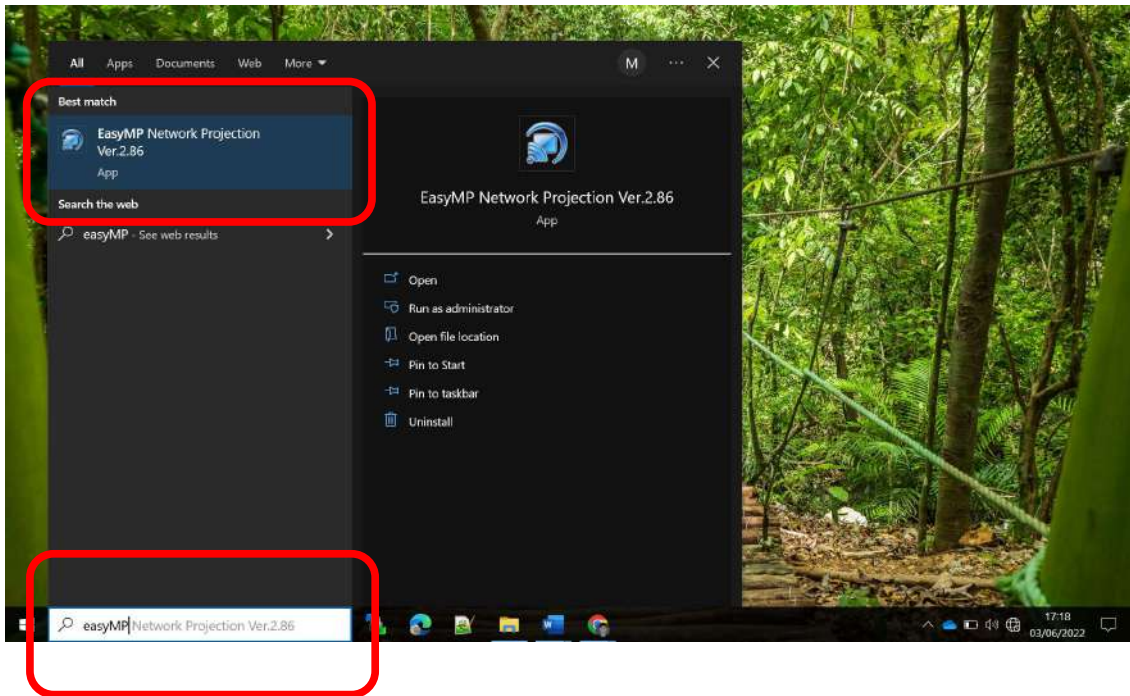 All Apps Documents Web More
M ... ×
Best match
EasyMP Network Projection
Ver.2.86
App
Search the web
easyMP - See web results
EasyMP Network Projection Ver.2.86
App
Open
Run as administrator
Open file location
Pin to Start
Pin to taskbar
Uninstall
easyMP Network Projection Ver.2.86
17:18
03/06/2022